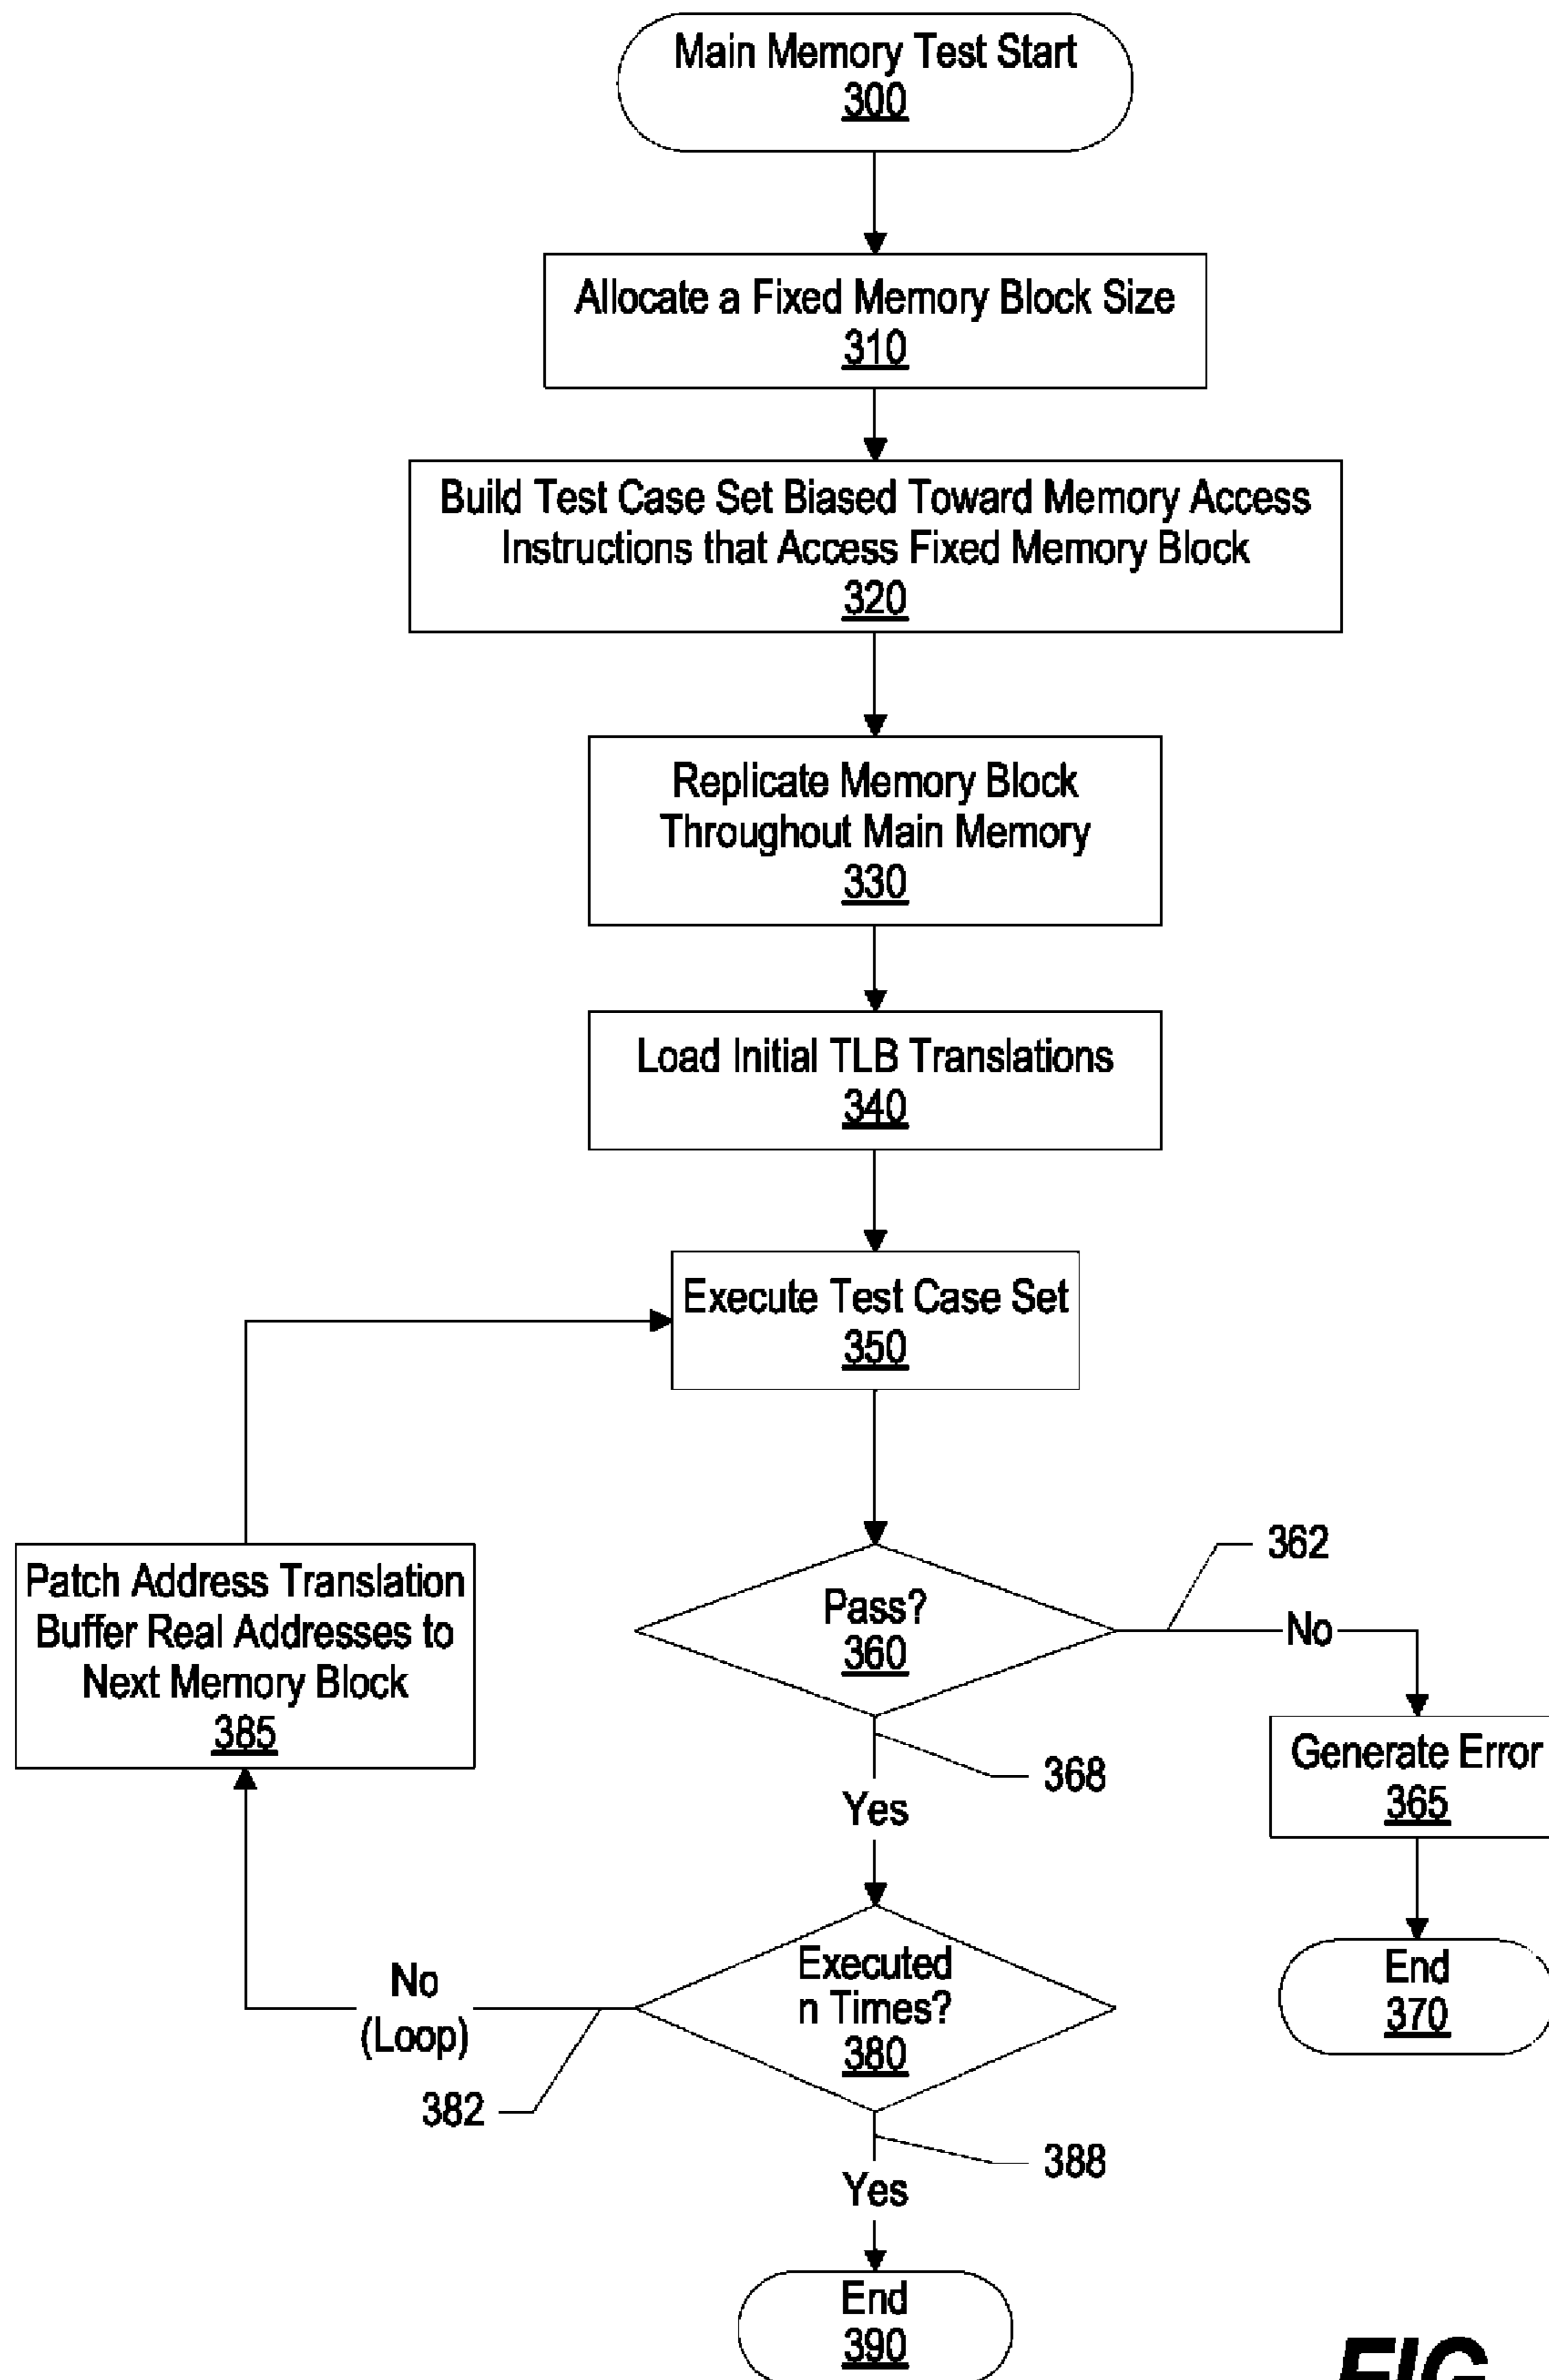 Main Memory Test Start
300
Allocate a Fixed Memory Block Size
310
Build Test Case Set Biased Toward Memory Access
Instructions that Access Fixed Memory Block
320
Replicate Memory Block
Throughout Main Memory
330
Load Initial TLB Translations
340
Execute Test Case Set
350
Patch Address Translation
Buffer Real Addresses to
Next Memory Block
385
Pass?
360
362
No
368
Yes
Generate Error
365
End
370
Executed
n Times?
380
No
(Loop)
382
388
Yes
End
390
FIG